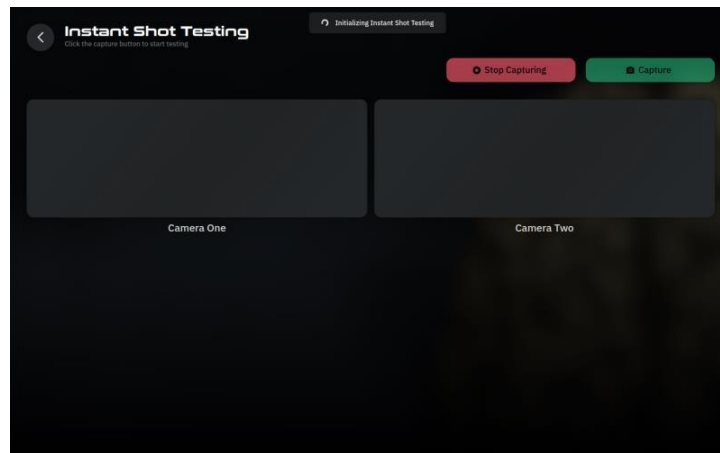 Initializing Instant Shot Testing
Instant Shot Testing
Click the capture button to start testing
Stop Capturing
Capture
Camera One
Camera Two